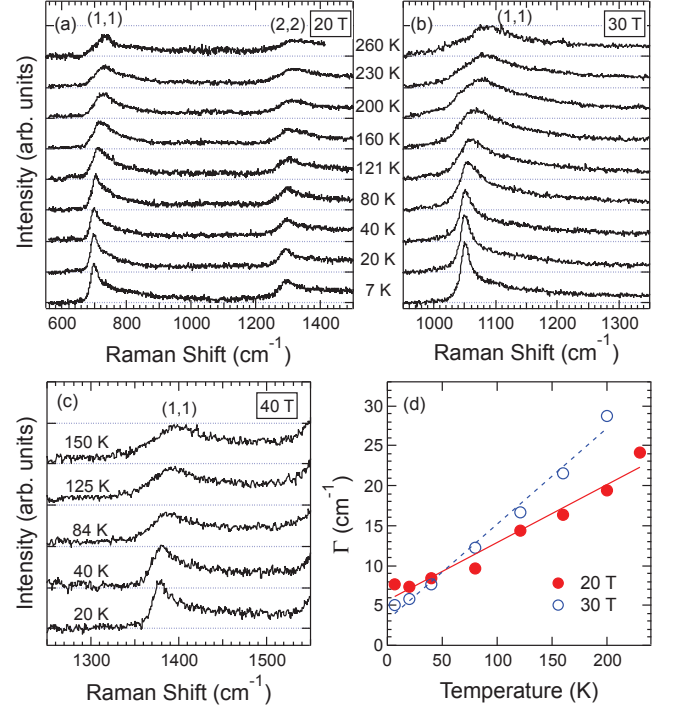 (a) (1,1) (2,2) 20 T
260 K
230 K
200 K
160 K
121 K
80 K
40 K
20 K
7 K
Intensity (arb. units)
600 800 1000 1200 1400
Raman Shift (cm⁻¹)
(b) (1,1) 30 T
1000 1100 1200 1300
Raman Shift (cm⁻¹)
(c) (1,1) 40 T
150 K
125 K
84 K
40 K
20 K
Intensity (arb. units)
1300 1400 1500
Raman Shift (cm⁻¹)
(d)
30
25
20
15
10
5
0
Γ (cm⁻¹)
20 T
30 T
0 50 100 150 200
Temperature (K)